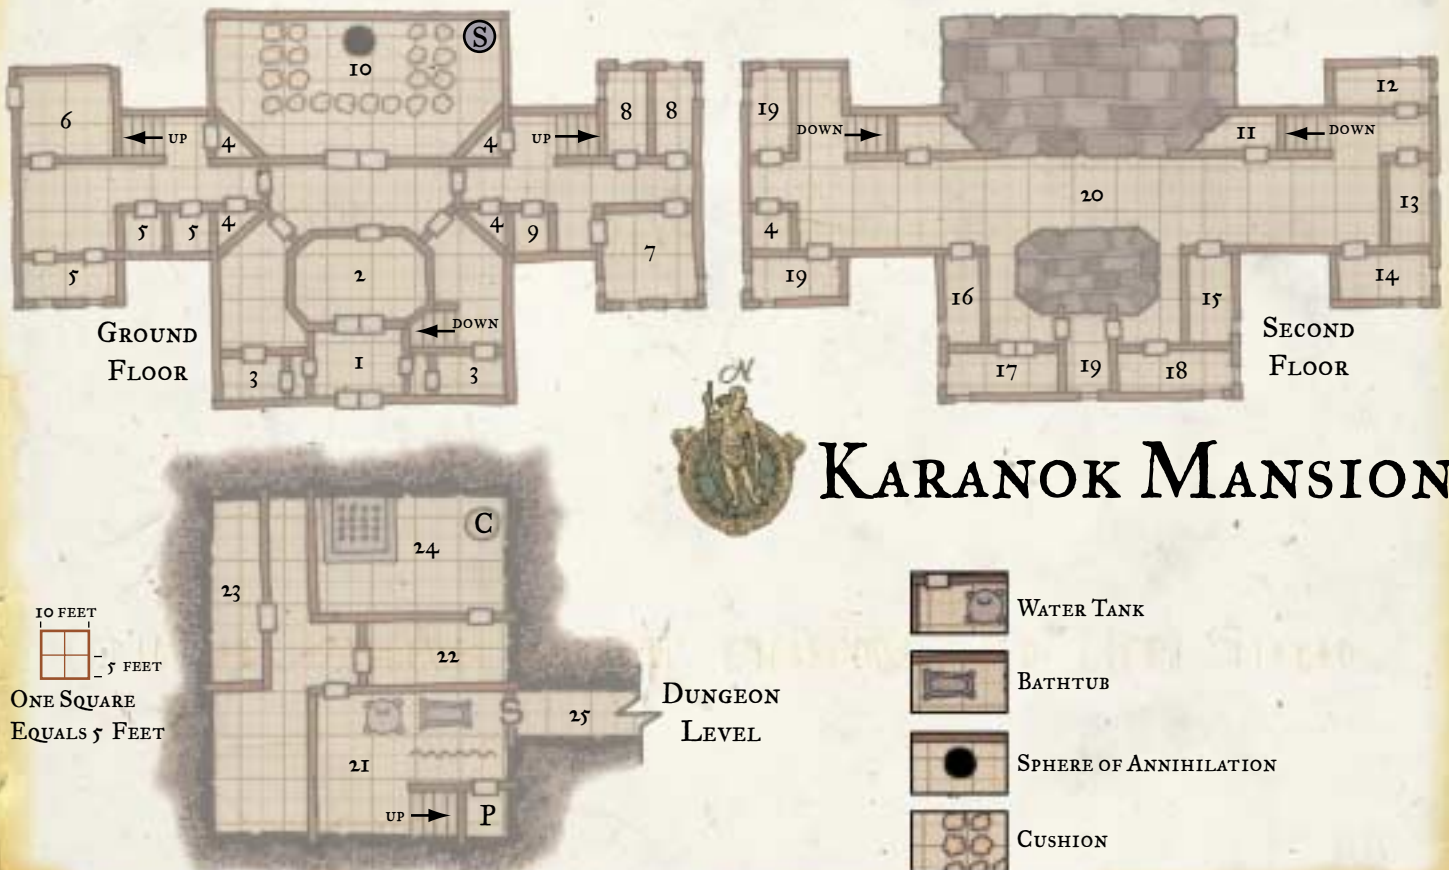 S
10
6
UP
4
4
UP
8
8
5
5
4
4
9
7
5
2
DOWN
3
1
3
GROUND
FLOOR
19
DOWN
11
DOWN
12
20
13
4
19
14
16
15
17
19
18
SECOND
FLOOR
N
KARANOK MANSION
C
24
23
22
S
25
21
UP
P
DUNGEON
LEVEL
10 FEET
5 FEET
ONE SQUARE
EQUALS 5 FEET
WATER TANK
BATHTUB
SPHERE OF ANNIHILATION
CUSHION